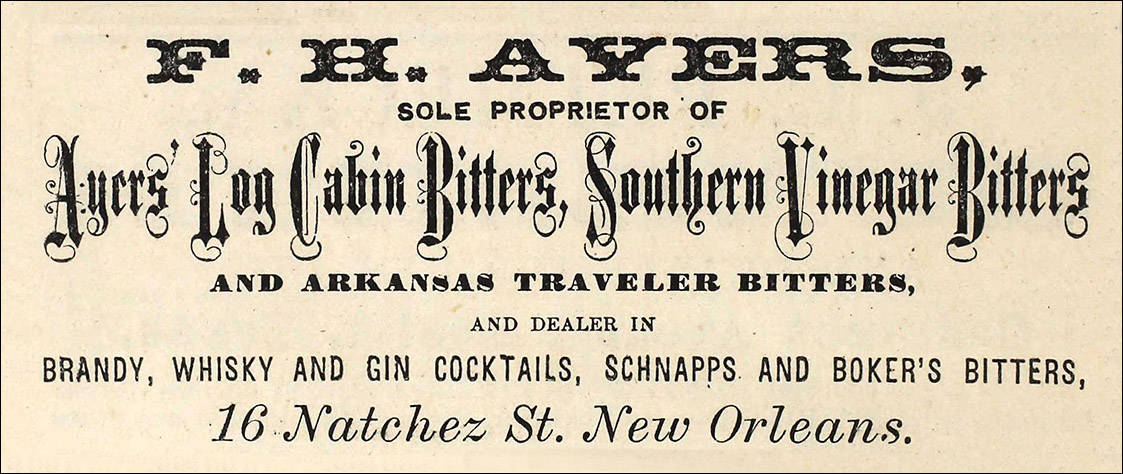 F. H. AYERS,
SOLE PROPRIETOR OF
Ayers' Log Cabin Bitters, Southern Vinegar Bitters
AND ARKANSAS TRAVELER BITTERS,
AND DEALER IN
BRANDY, WHISKY AND GIN COCKTAILS, SCHNAPPS AND BOKER'S BITTERS,
16 Natchez St. New Orleans.